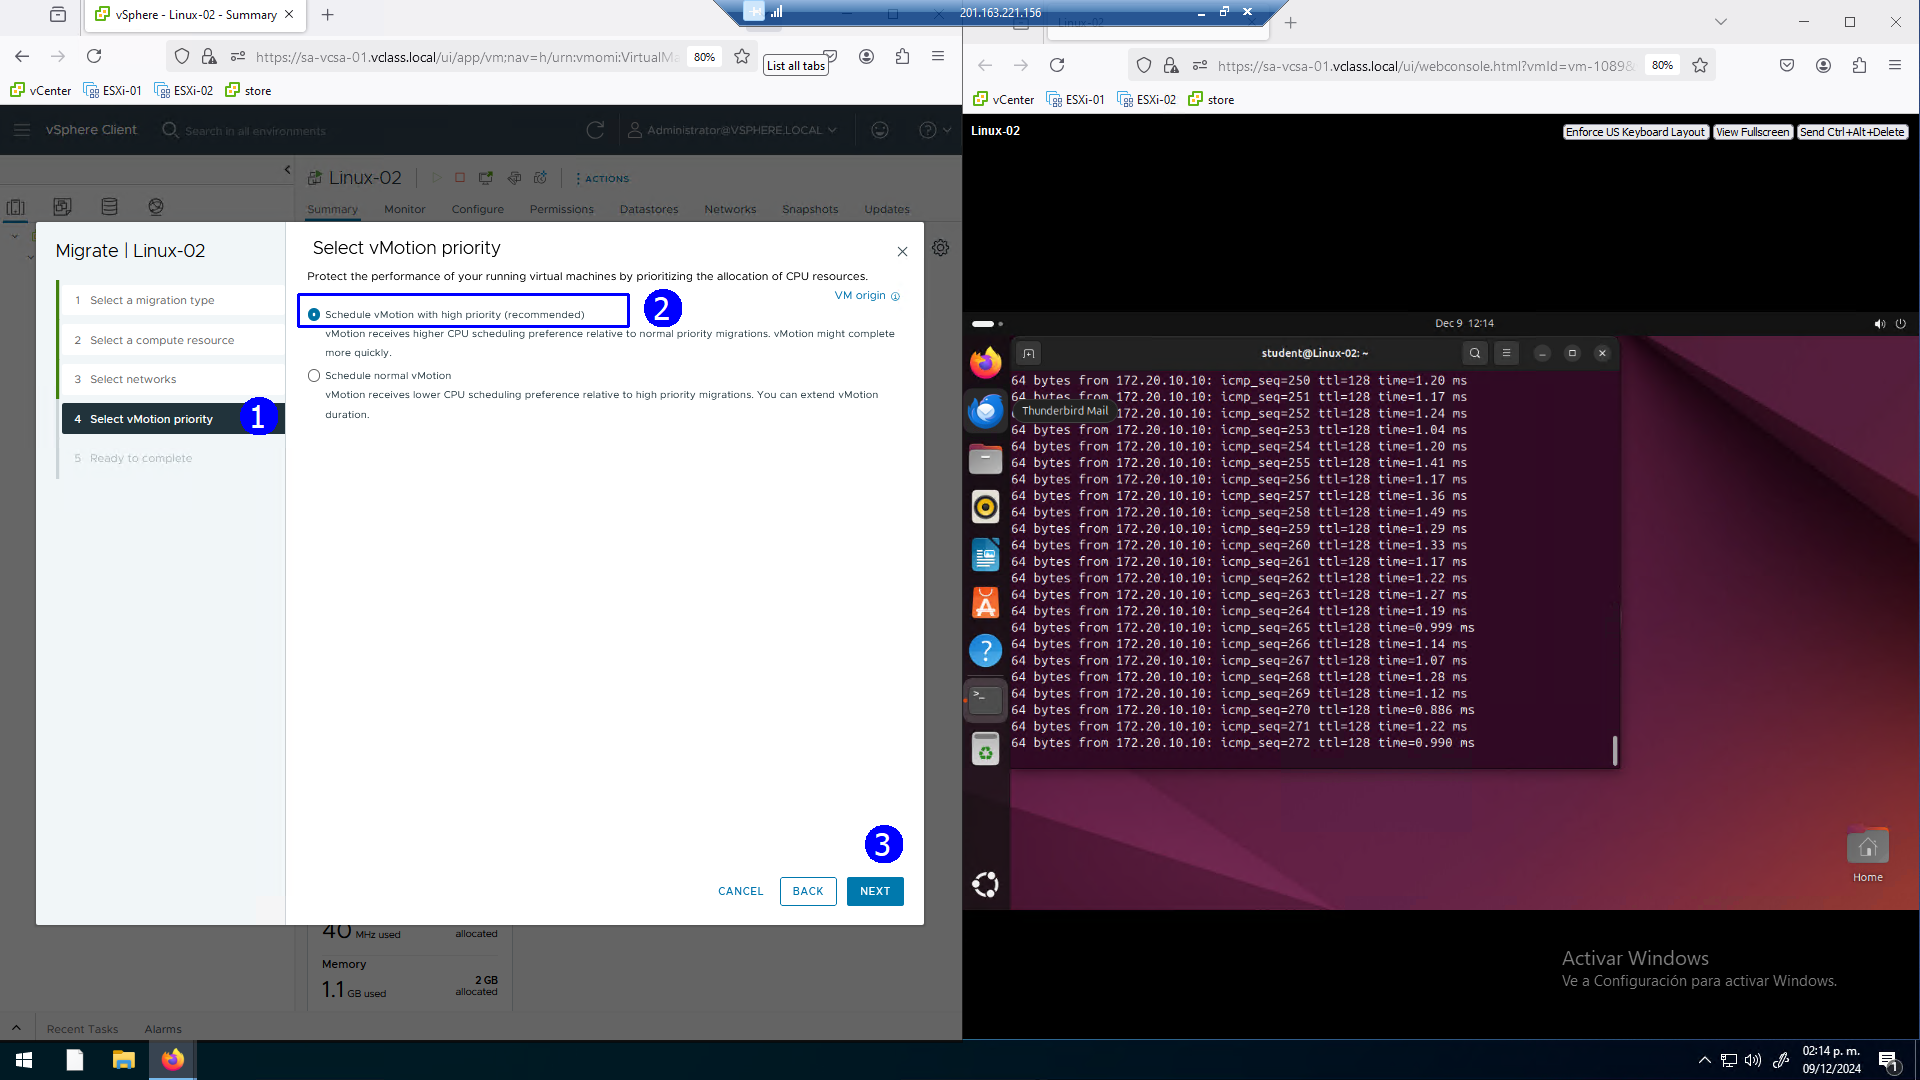 vSphere - Linux-02 - Summary
https://sa-vcsa-01.vclass.local/ui/app/vm;nav=h/urn:vmomi:VirtualMa
80%
List all tabs
vCenter
ESXi-01
ESXi-02
store
vSphere Client
Search in all environments
Administrator@VSPHERE.LOCAL
Linux-02
ACTIONS
Summary
Monitor
Configure
Permissions
Datastores
Networks
Snapshots
Updates
Migrate | Linux-02
1 Select a migration type
2 Select a compute resource
3 Select networks
4 Select vMotion priority
1
5 Ready to complete
Select vMotion priority
Protect the performance of your running virtual machines by prioritizing the allocation of CPU resources.
VM origin
Schedule vMotion with high priority (recommended)
2
vMotion receives higher CPU scheduling preference relative to normal priority migrations. vMotion might complete
more quickly.
Schedule normal vMotion
vMotion receives lower CPU scheduling preference relative to high priority migrations. You can extend vMotion
duration.
3
CANCEL
BACK
NEXT
40 MHz used
allocated
Memory
1.1 GB used
2 GB
allocated
Recent Tasks
Alarms
201.163.221.156
Linux-02
https://sa-vcsa-01.vclass.local/ui/webconsole.html?vmId=vm-1089&
80%
vCenter
ESXi-01
ESXi-02
store
Linux-02
Enforce US Keyboard Layout
View Fullscreen
Send Ctrl+Alt+Delete
Dec 9 12:14
student@Linux-02: ~
64 bytes from 172.20.10.10: icmp_seq=250 ttl=128 time=1.20 ms
64 bytes from 172.20.10.10: icmp_seq=251 ttl=128 time=1.17 ms
Thunderbird Mail
172.20.10.10: icmp_seq=252 ttl=128 time=1.24 ms
64 bytes from 172.20.10.10: icmp_seq=253 ttl=128 time=1.04 ms
64 bytes from 172.20.10.10: icmp_seq=254 ttl=128 time=1.20 ms
64 bytes from 172.20.10.10: icmp_seq=255 ttl=128 time=1.41 ms
64 bytes from 172.20.10.10: icmp_seq=256 ttl=128 time=1.17 ms
64 bytes from 172.20.10.10: icmp_seq=257 ttl=128 time=1.36 ms
64 bytes from 172.20.10.10: icmp_seq=258 ttl=128 time=1.49 ms
64 bytes from 172.20.10.10: icmp_seq=259 ttl=128 time=1.29 ms
64 bytes from 172.20.10.10: icmp_seq=260 ttl=128 time=1.33 ms
64 bytes from 172.20.10.10: icmp_seq=261 ttl=128 time=1.17 ms
64 bytes from 172.20.10.10: icmp_seq=262 ttl=128 time=1.22 ms
64 bytes from 172.20.10.10: icmp_seq=263 ttl=128 time=1.27 ms
64 bytes from 172.20.10.10: icmp_seq=264 ttl=128 time=1.19 ms
64 bytes from 172.20.10.10: icmp_seq=265 ttl=128 time=0.999 ms
64 bytes from 172.20.10.10: icmp_seq=266 ttl=128 time=1.14 ms
64 bytes from 172.20.10.10: icmp_seq=267 ttl=128 time=1.07 ms
64 bytes from 172.20.10.10: icmp_seq=268 ttl=128 time=1.28 ms
64 bytes from 172.20.10.10: icmp_seq=269 ttl=128 time=1.12 ms
64 bytes from 172.20.10.10: icmp_seq=270 ttl=128 time=0.886 ms
64 bytes from 172.20.10.10: icmp_seq=271 ttl=128 time=1.22 ms
64 bytes from 172.20.10.10: icmp_seq=272 ttl=128 time=0.990 ms
Home
Activar Windows
Ve a Configuración para activar Windows.
02:14 p. m.
09/12/2024
1